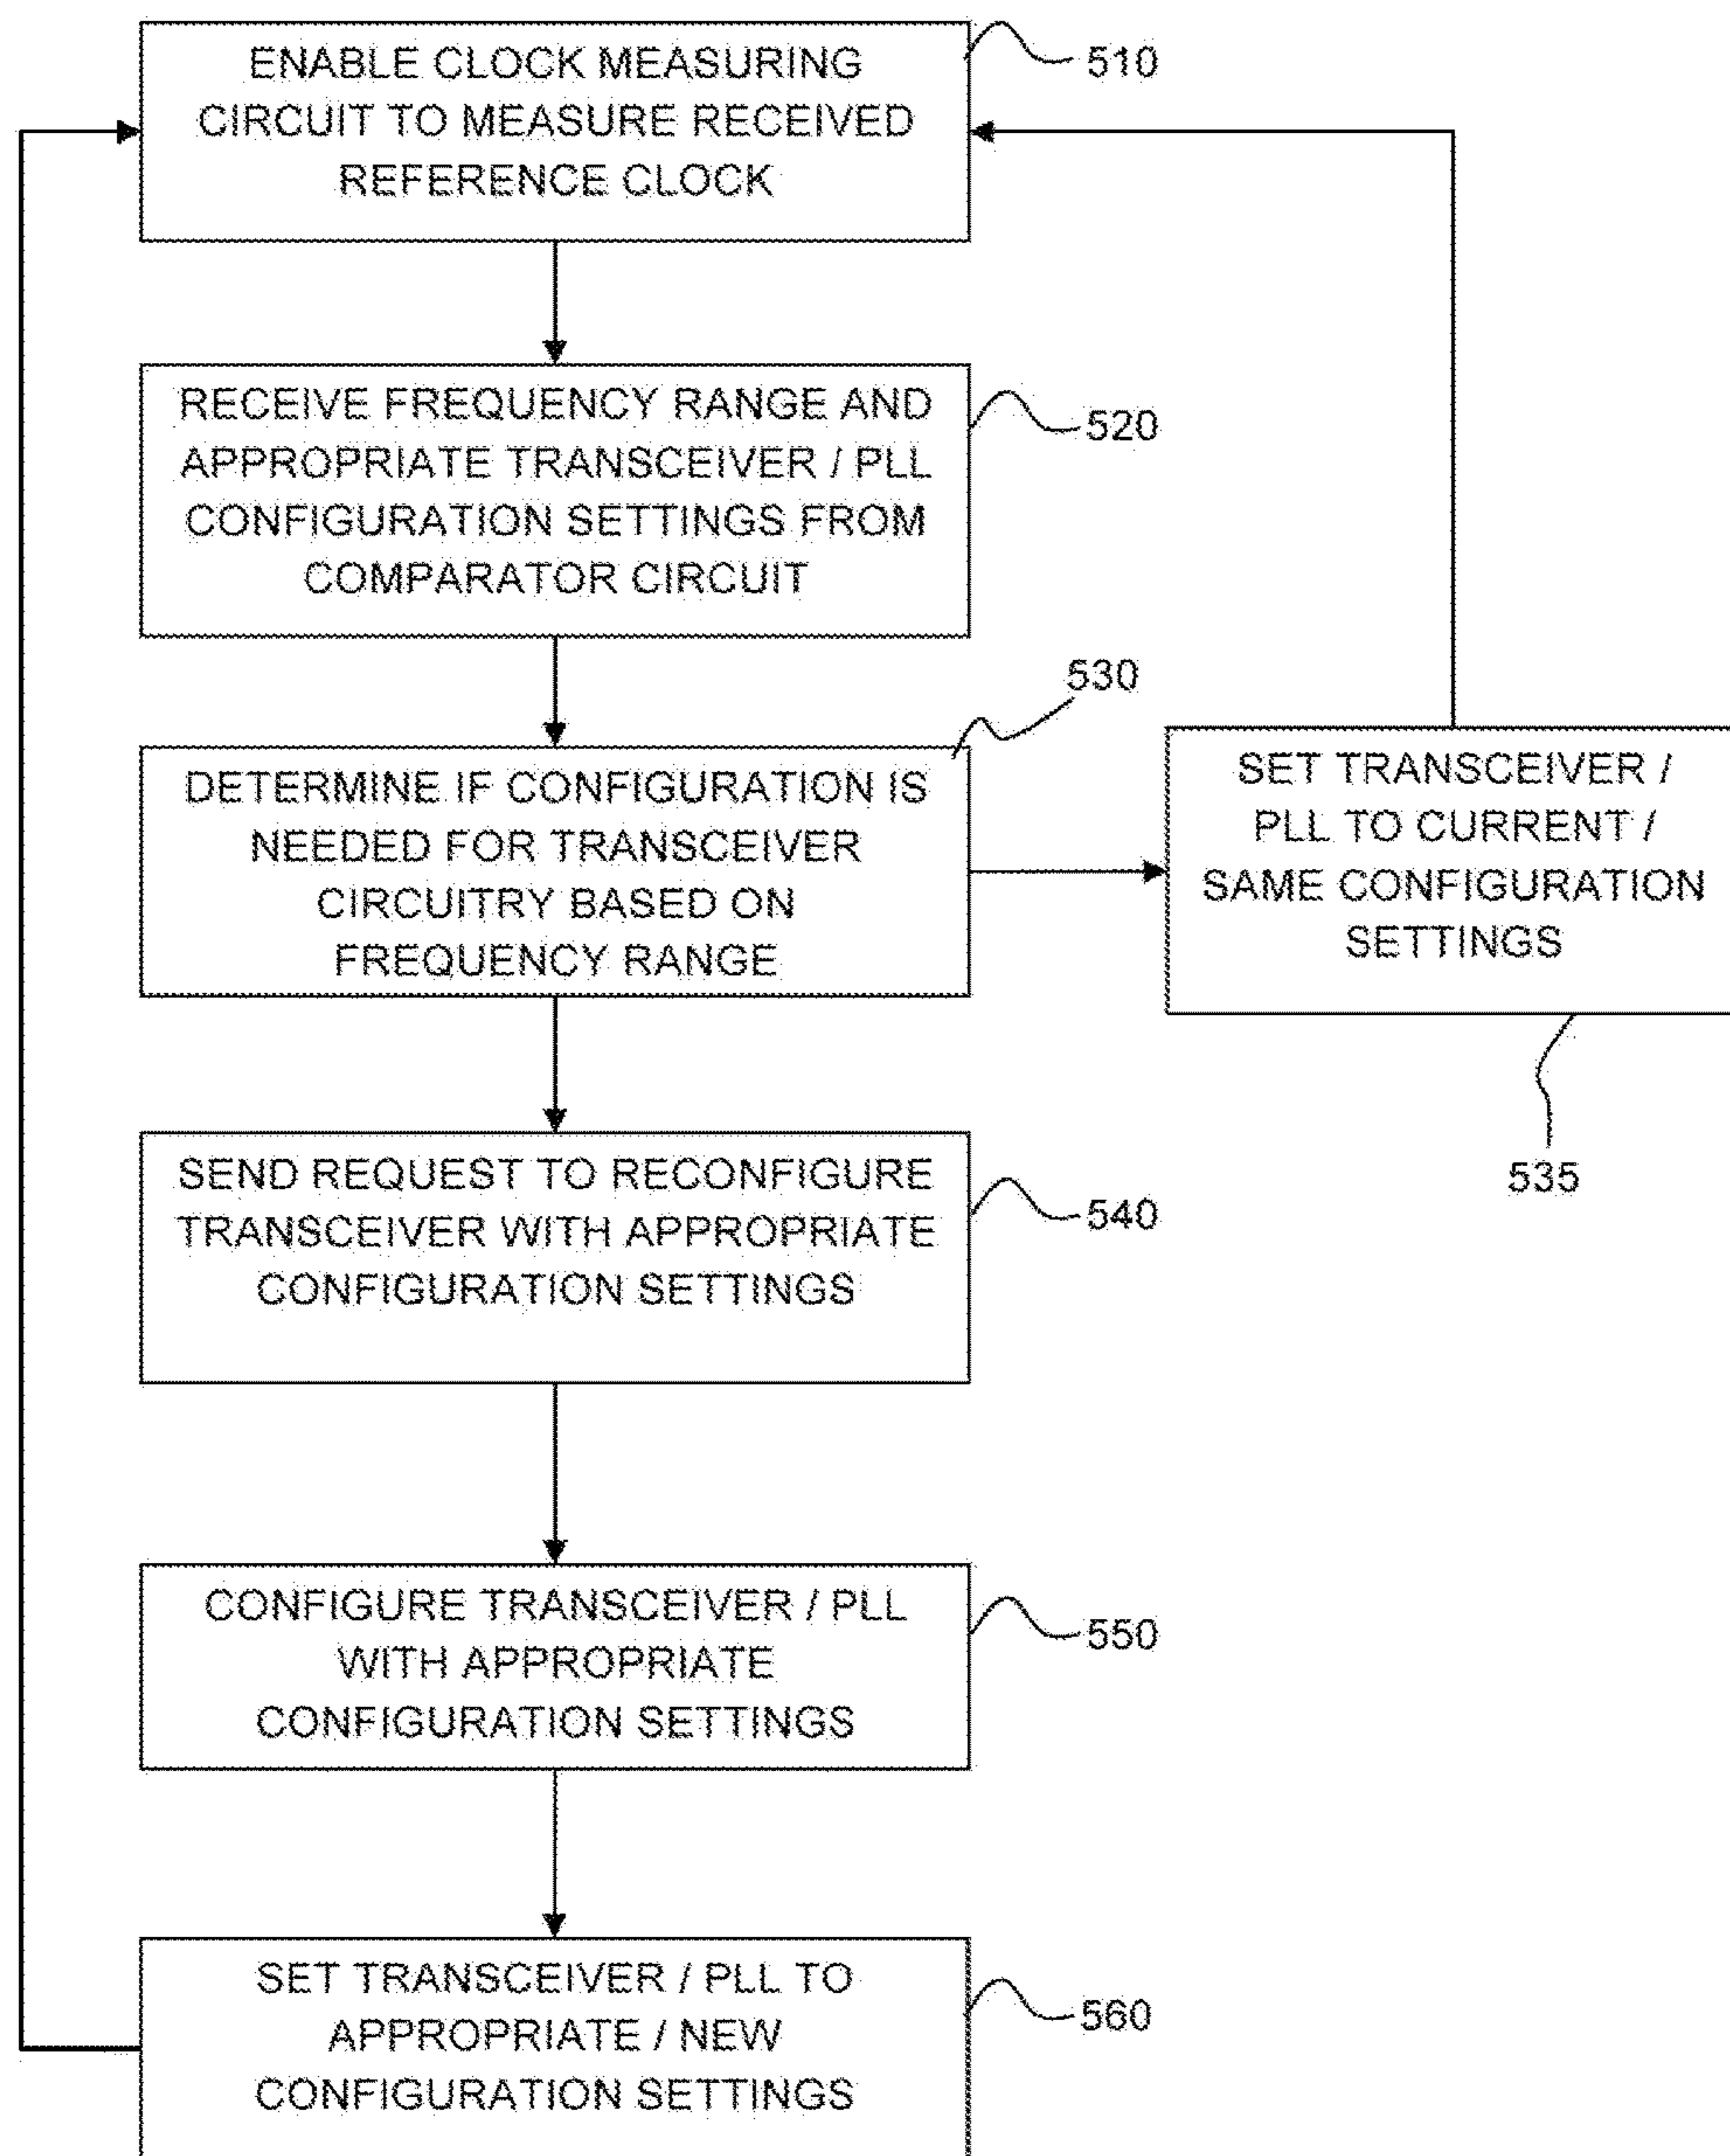 ENABLE CLOCK MEASURING
CIRCUIT TO MEASURE RECEIVED
REFERENCE CLOCK
510
RECEIVE FREQUENCY RANGE AND
APPROPRIATE TRANSCEIVER / PLL
CONFIGURATION SETTINGS FROM
COMPARATOR CIRCUIT
520
DETERMINE IF CONFIGURATION IS
NEEDED FOR TRANSCEIVER
CIRCUITRY BASED ON
FREQUENCY RANGE
530
SET TRANSCEIVER /
PLL TO CURRENT /
SAME CONFIGURATION
SETTINGS
535
SEND REQUEST TO RECONFIGURE
TRANSCEIVER WITH APPROPRIATE
CONFIGURATION SETTINGS
540
CONFIGURE TRANSCEIVER / PLL
WITH APPROPRIATE
CONFIGURATION SETTINGS
550
SET TRANSCEIVER / PLL TO
APPROPRIATE / NEW
CONFIGURATION SETTINGS
560